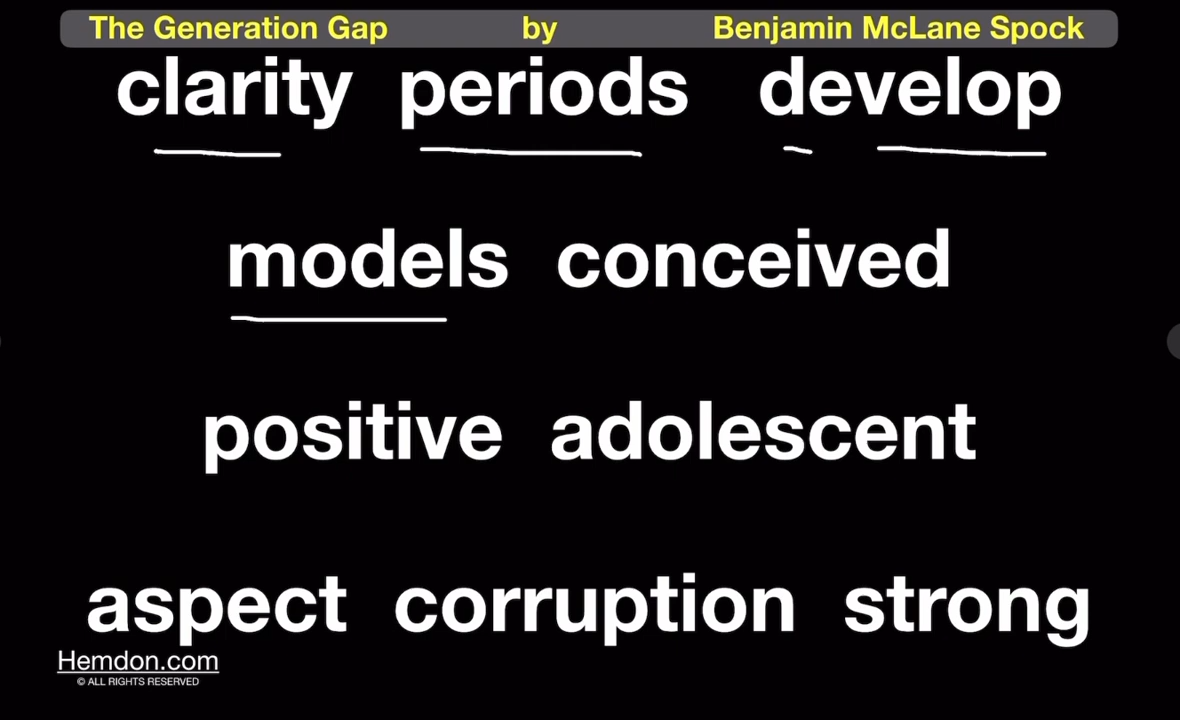 The Generation Gap by Benjamin McLane Spock
clarity periods develop
models conceived
positive adolescent
aspect corruption strong
Hemdon.com
© ALL RIGHTS RESERVED